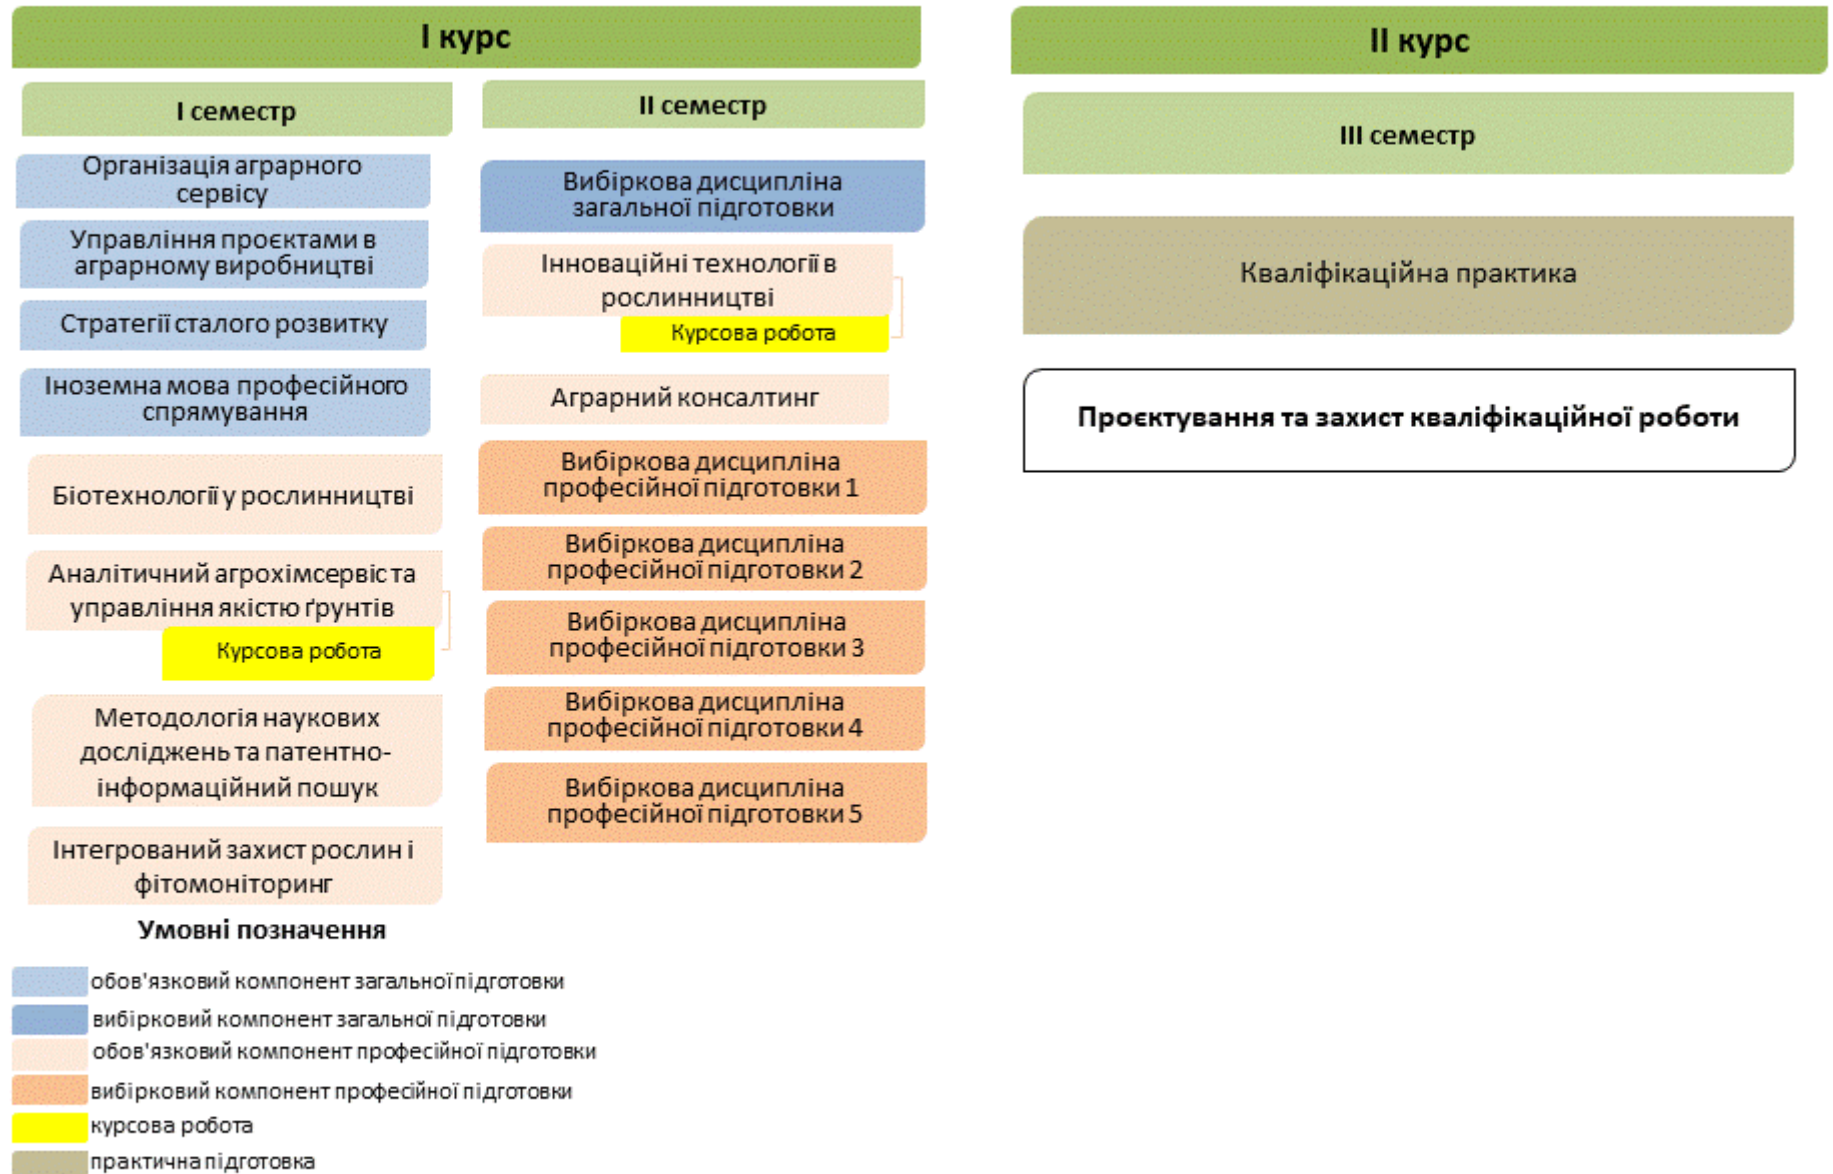 І курс
І семестр
Організація аграрного
сервісу
Управління проєктами в
аграрному виробництві
Стратегії сталого розвитку
Іноземна мова професійного
спрямування
Біотехнології у рослинництві
Аналітичний агрохімсервіс та
управління якістю ґрунтів
Курсова робота
Методологія наукових
досліджень та патентно-
інформаційний пошук
Інтегрований захист рослин і
фітомоніторинг
ІІ семестр
Вибіркова дисципліна
загальної підготовки
Інноваційні технології в
рослинництві
Курсова робота
Аграрний консалтинг
Вибіркова дисципліна
професійної підготовки 1
Вибіркова дисципліна
професійної підготовки 2
Вибіркова дисципліна
професійної підготовки 3
Вибіркова дисципліна
професійної підготовки 4
Вибіркова дисципліна
професійної підготовки 5
ІІ курс
ІІІ семестр
Кваліфікаційна практика
Проєктування та захист кваліфікаційної роботи
Умовні позначення
обов'язковий компонент загальної підготовки
вибірковий компонент загальної підготовки
обов'язковий компонент професійної підготовки
вибірковий компонент професійної підготовки
курсова робота
практична підготовка